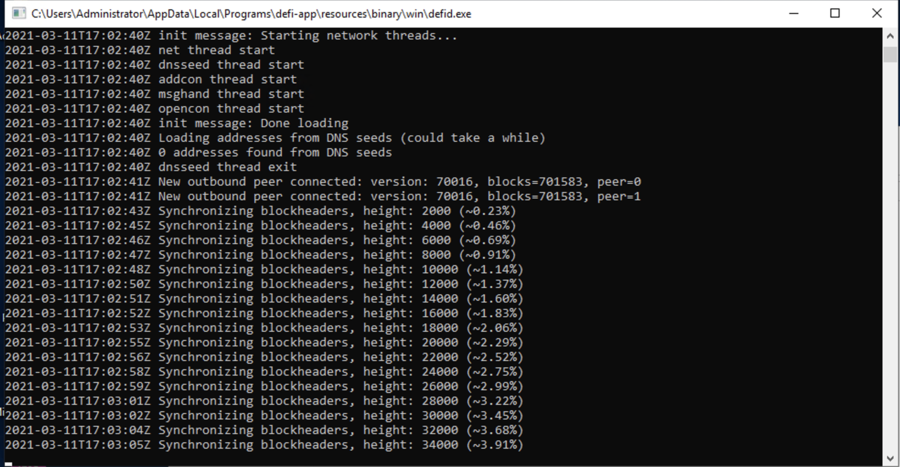 C:\Users\Administrator\AppData\Local\Programs\defi-app\resources\binary\win\defid.exe
2021-03-11T17:02:40Z init message: Starting network threads...
2021-03-11T17:02:40Z net thread start
2021-03-11T17:02:40Z dnsseed thread start
2021-03-11T17:02:40Z addcon thread start
2021-03-11T17:02:40Z msghand thread start
2021-03-11T17:02:40Z opencon thread start
2021-03-11T17:02:40Z init message: Done loading
2021-03-11T17:02:40Z Loading addresses from DNS seeds (could take a while)
2021-03-11T17:02:40Z 0 addresses found from DNS seeds
2021-03-11T17:02:40Z dnsseed thread exit
2021-03-11T17:02:41Z New outbound peer connected: version: 70016, blocks=701583, peer=0
2021-03-11T17:02:41Z New outbound peer connected: version: 70016, blocks=701583, peer=1
2021-03-11T17:02:43Z Synchronizing blockheaders, height: 2000 (~0.23%)
2021-03-11T17:02:45Z Synchronizing blockheaders, height: 4000 (~0.46%)
2021-03-11T17:02:46Z Synchronizing blockheaders, height: 6000 (~0.69%)
2021-03-11T17:02:47Z Synchronizing blockheaders, height: 8000 (~0.91%)
2021-03-11T17:02:48Z Synchronizing blockheaders, height: 10000 (~1.14%)
2021-03-11T17:02:50Z Synchronizing blockheaders, height: 12000 (~1.37%)
2021-03-11T17:02:51Z Synchronizing blockheaders, height: 14000 (~1.60%)
2021-03-11T17:02:52Z Synchronizing blockheaders, height: 16000 (~1.83%)
2021-03-11T17:02:53Z Synchronizing blockheaders, height: 18000 (~2.06%)
2021-03-11T17:02:55Z Synchronizing blockheaders, height: 20000 (~2.29%)
2021-03-11T17:02:56Z Synchronizing blockheaders, height: 22000 (~2.52%)
2021-03-11T17:02:58Z Synchronizing blockheaders, height: 24000 (~2.75%)
2021-03-11T17:02:59Z Synchronizing blockheaders, height: 26000 (~2.99%)
2021-03-11T17:03:01Z Synchronizing blockheaders, height: 28000 (~3.22%)
2021-03-11T17:03:02Z Synchronizing blockheaders, height: 30000 (~3.45%)
2021-03-11T17:03:04Z Synchronizing blockheaders, height: 32000 (~3.68%)
2021-03-11T17:03:05Z Synchronizing blockheaders, height: 34000 (~3.91%)